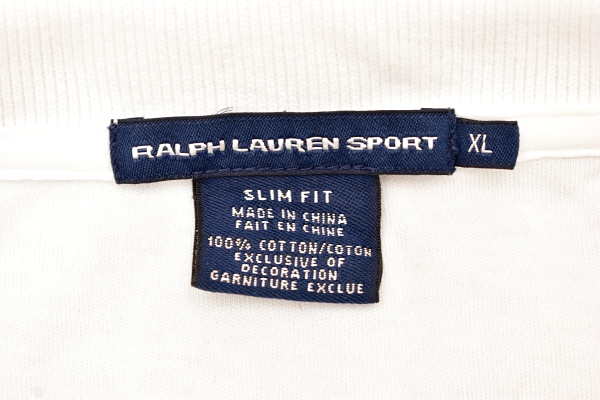 RALPH LAUREN SPORT
XL
SLIM FIT
MADE IN CHINA
FAIT EN CHINE
100% COTTON/COTON
EXCLUSIVE OF
DECORATION
GARNITURE EXCLUE